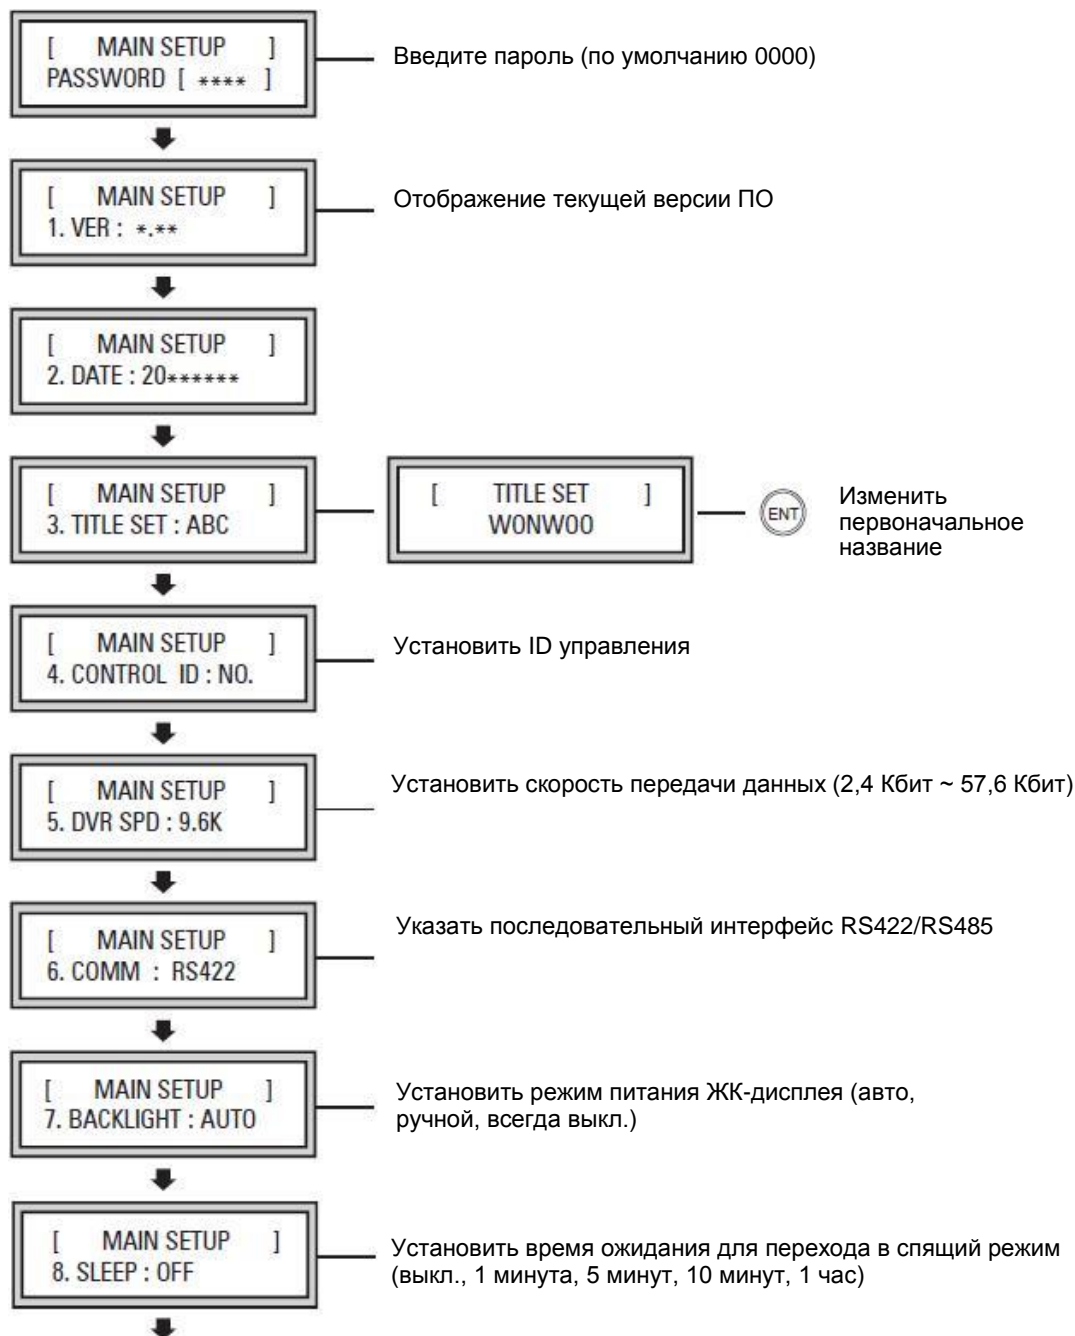 [ MAIN SETUP ]
PASSWORD [ **** ]
Введите пароль (по умолчанию 0000)
[ MAIN SETUP ]
1. VER : *.**
Отображение текущей версии ПО
[ MAIN SETUP ]
2. DATE : 20******
[ MAIN SETUP ]
3. TITLE SET : ABC
[ TITLE SET ]
WONWOO
ENT
Изменить
первоначальное
название
[ MAIN SETUP ]
4. CONTROL ID : NO.
Установить ID управления
[ MAIN SETUP ]
5. DVR SPD : 9.6K
Установить скорость передачи данных (2,4 Кбит ~ 57,6 Кбит)
[ MAIN SETUP ]
6. COMM : RS422
Указать последовательный интерфейс RS422/RS485
[ MAIN SETUP ]
7. BACKLIGHT : AUTO
Установить режим питания ЖК-дисплея (авто,
ручной, всегда выкл.)
[ MAIN SETUP ]
8. SLEEP : OFF
Установить время ожидания для перехода в спящий режим
(выкл., 1 минута, 5 минут, 10 минут, 1 час)